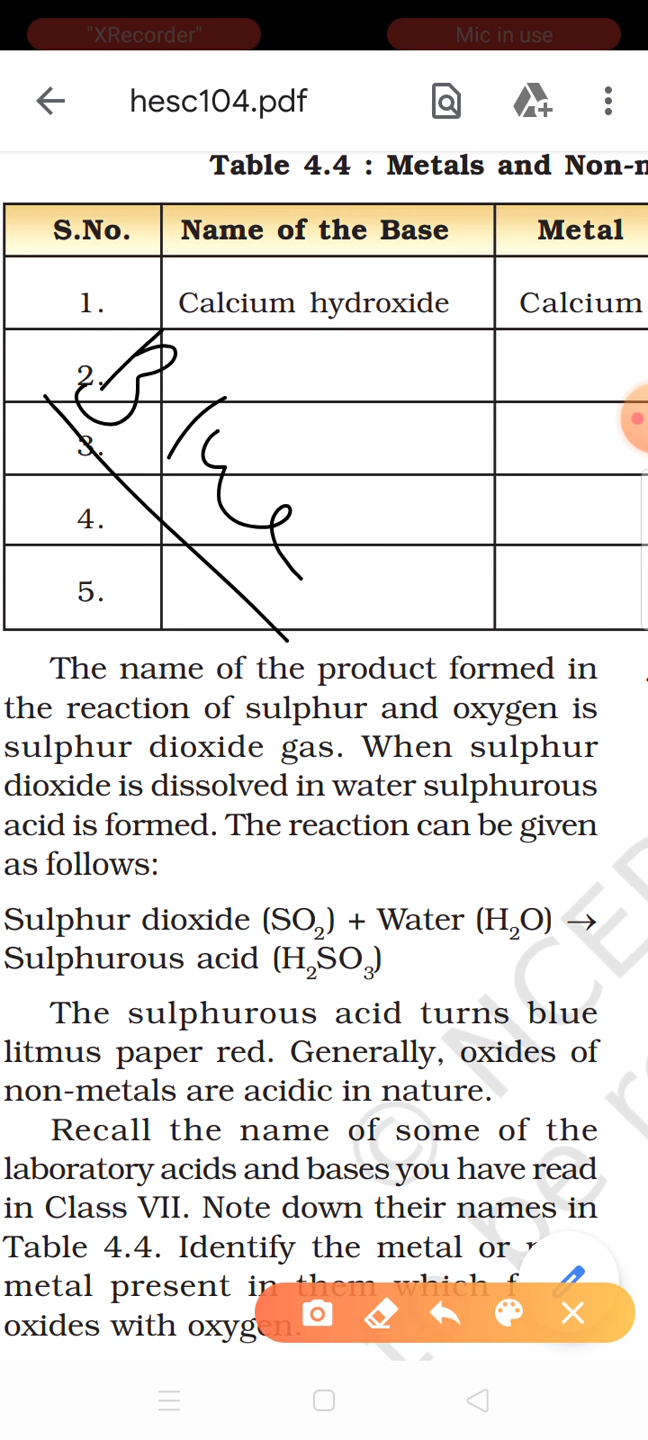 "XRecorder" Mic in use
hesc104.pdf
Table 4.4 : Metals and Non-
S.No. Name of the Base Metal
1. Calcium hydroxide Calcium
2.
3.
4.
5.
The name of the product formed in
the reaction of sulphur and oxygen is
sulphur dioxide gas. When sulphur
dioxide is dissolved in water sulphurous
acid is formed. The reaction can be given
as follows:
Sulphur dioxide (SO₂) + Water (H₂O) →
Sulphurous acid (H₂SO₃)
The sulphurous acid turns blue
litmus paper red. Generally, oxides of
non-metals are acidic in nature.
Recall the name of some of the
laboratory acids and bases you have read
in Class VII. Note down their names in
Table 4.4. Identify the metal or
metal present in them which
oxides with oxygen.
© NCE
be r